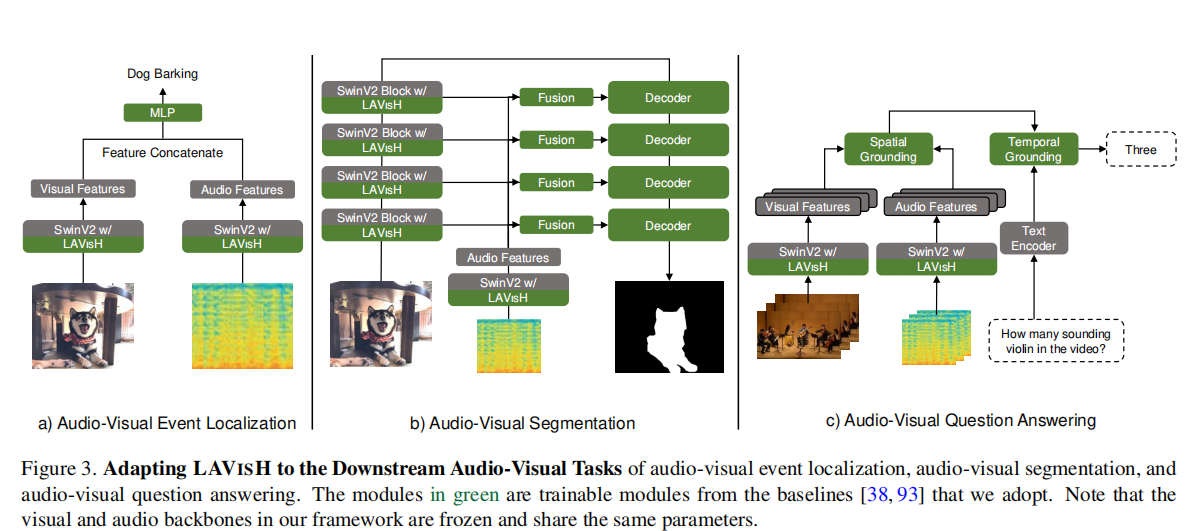 Dog Barking
MLP
Feature Concatenate
Visual Features
Audio Features
SwinV2 w/
LAVISH
SwinV2 w/
LAVISH
a) Audio-Visual Event Localization
SwinV2 Block w/
LAVISH
Fusion
Decoder
SwinV2 Block w/
LAVISH
Fusion
Decoder
SwinV2 Block w/
LAVISH
Fusion
Decoder
SwinV2 Block w/
LAVISH
Fusion
Decoder
Audio Features
SwinV2 w/
LAVISH
b) Audio-Visual Segmentation
Spatial
Grounding
Temporal
Grounding
Three
Visual Features
Audio Features
Text
Encoder
SwinV2 w/
LAVISH
SwinV2 w/
LAVISH
How many sounding
violin in the video?
c) Audio-Visual Question Answering
Figure 3. Adapting LAVISH to the Downstream Audio-Visual Tasks of audio-visual event localization, audio-visual segmentation, and
audio-visual question answering. The modules in green are trainable modules from the baselines [38, 93] that we adopt. Note that the
visual and audio backbones in our framework are frozen and share the same parameters.